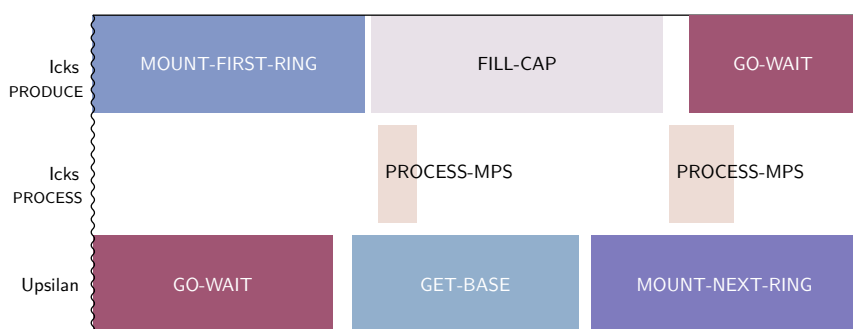 Icks
PRODUCE
MOUNT-FIRST-RING
FILL-CAP
GO-WAIT
Icks
PROCESS
PROCESS-MPS
PROCESS-MPS
Upsilan
GO-WAIT
GET-BASE
MOUNT-NEXT-RING